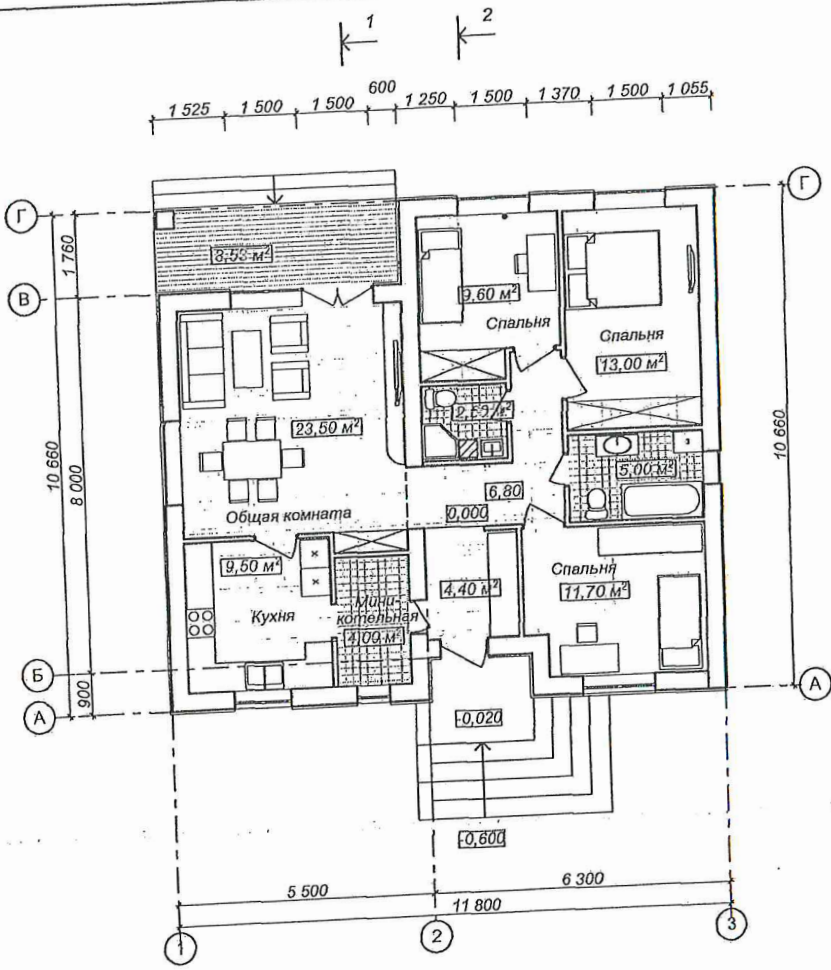 1
2
600
1 525
1 500
1 500
1 250
1 500
1 370
1 500
1 055
Г
Г
1 760
8,53 м²
В
9,60 м²
Спальня
Спальня
13,00 м²
23,50 м²
10 660
8 000
10 660
5,00 м²
6,80
0,000
Общая комната
9,50 м²
Спальня
4,40 м²
11,70 м²
Мини-
Кухня
котельная
4,00 м²
Б
900
А
А
-0,020
-0,600
5 500
6 300
11 800
1
2
3